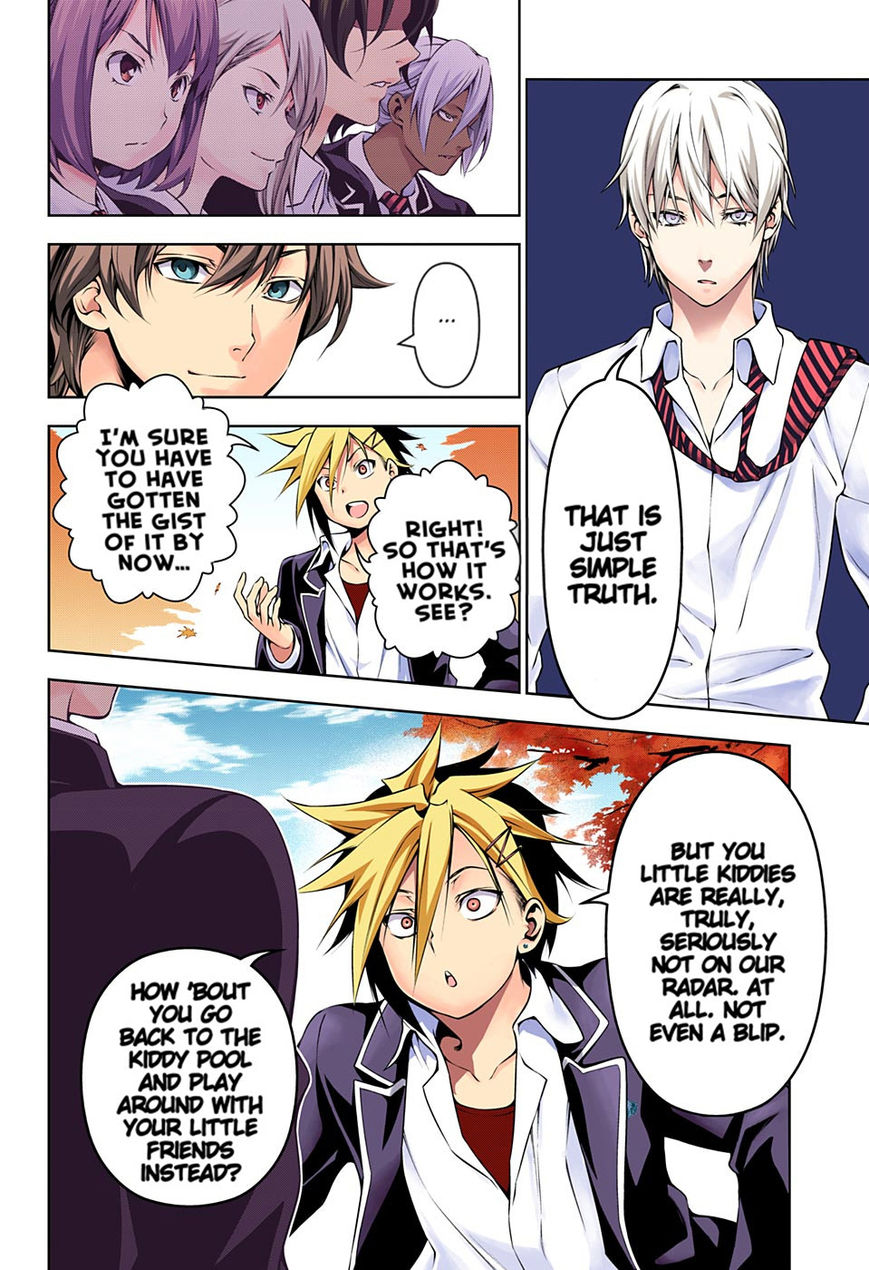 THAT IS
JUST
SIMPLE
TRUTH.
...
RIGHT!
SO THAT'S
HOW IT
WORKS.
SEE?
I'M SURE
YOU HAVE
TO HAVE
GOTTEN
THE GIST
OF IT BY
NOW...
BUT YOU
LITTLE KIDDIES
ARE REALLY,
TRULY,
SERIOUSLY
NOT ON OUR
RADAR. AT
ALL. NOT
EVEN A BLIP.
HOW 'BOUT
YOU GO
BACK TO THE
KIDDY POOL
AND PLAY
AROUND WITH
YOUR LITTLE
FRIENDS
INSTEAD?